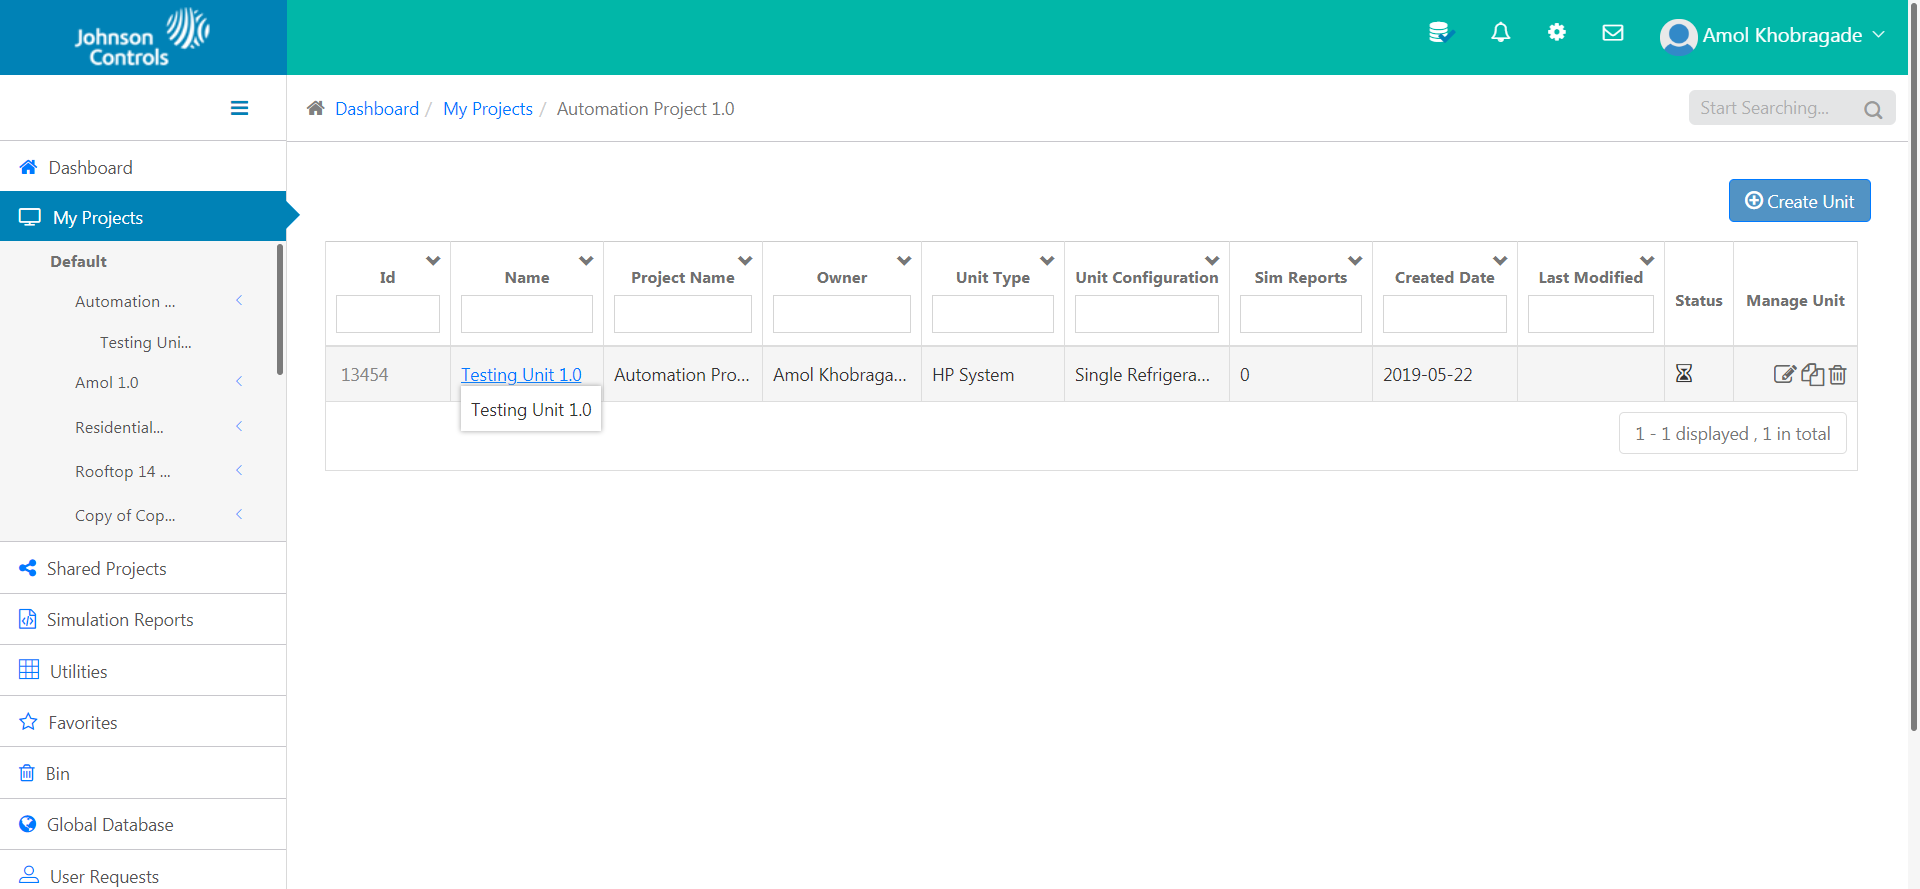 Johnson
Controls
Amol Khobragade
Dashboard / My Projects / Automation Project 1.0
Start Searching...
Dashboard
My Projects
Default
Automation ...
Testing Uni...
Amol 1.0
Residential...
Rooftop 14 ...
Copy of Cop...
Shared Projects
Simulation Reports
Utilities
Favorites
Bin
Global Database
User Requests
Create Unit
Id Name Project Name Owner Unit Type Unit Configuration Sim Reports Created Date Last Modified Status Manage Unit
13454 Testing Unit 1.0 Automation Pro... Amol Khobraga... HP System Single Refrigera... 0 2019-05-22
Testing Unit 1.0
1 - 1 displayed , 1 in total